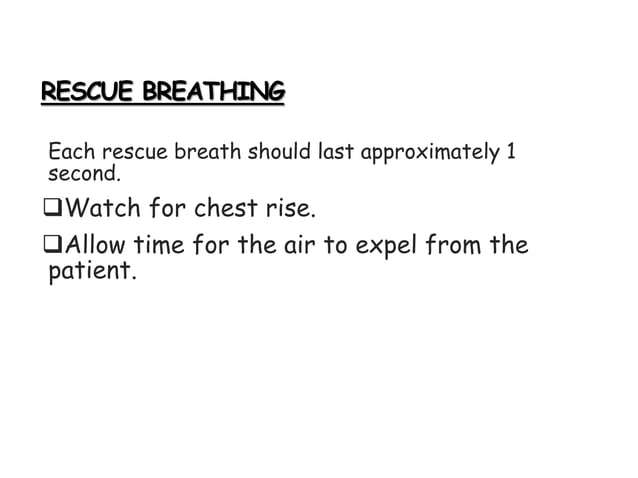 RESCUE BREATHING
Each rescue breath should last approximately 1
second.
❑Watch for chest rise.
❑Allow time for the air to expel from the
patient.